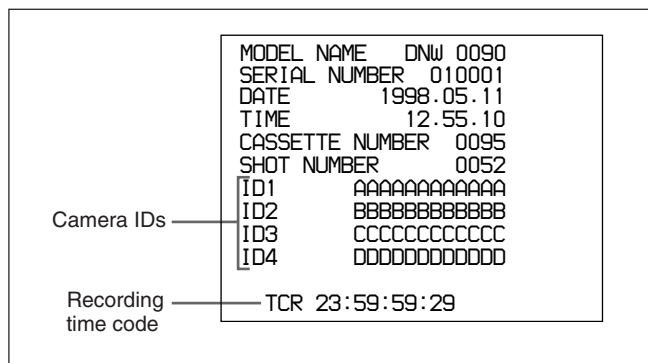 MODEL NAME DNW 0090
SERIAL NUMBER 010001
DATE 1998.05.11
TIME 12.55.10
CASSETTE NUMBER 0095
SHOT NUMBER 0052
ID1 AAAAAAAAAAAA
ID2 BBBBBBBBBBBB
ID3 CCCCCCCCCCCC
ID4 DDDDDDDDDDDD
Camera IDs
TCR 23:59:59:29
Recording
time code